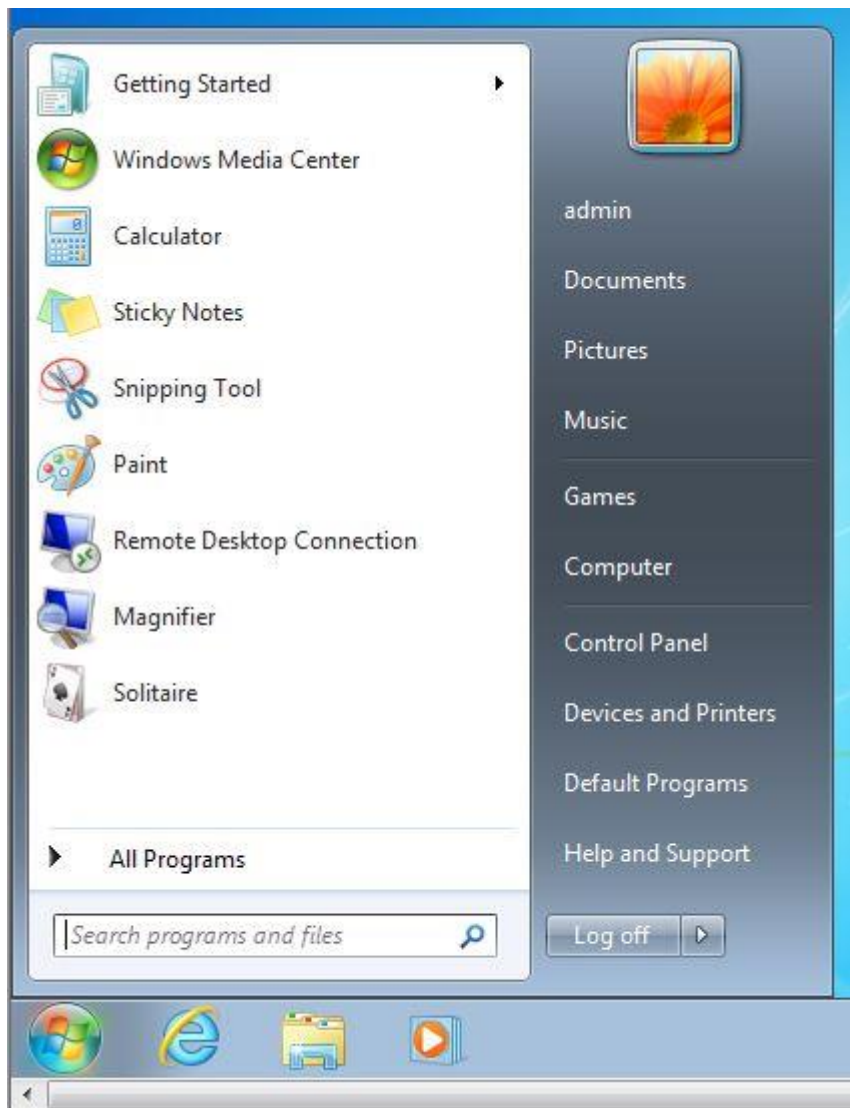 Getting Started
Windows Media Center
Calculator
Sticky Notes
Snipping Tool
Paint
Remote Desktop Connection
Magnifier
Solitaire
All Programs
Search programs and files
admin
Documents
Pictures
Music
Games
Computer
Control Panel
Devices and Printers
Default Programs
Help and Support
Log off